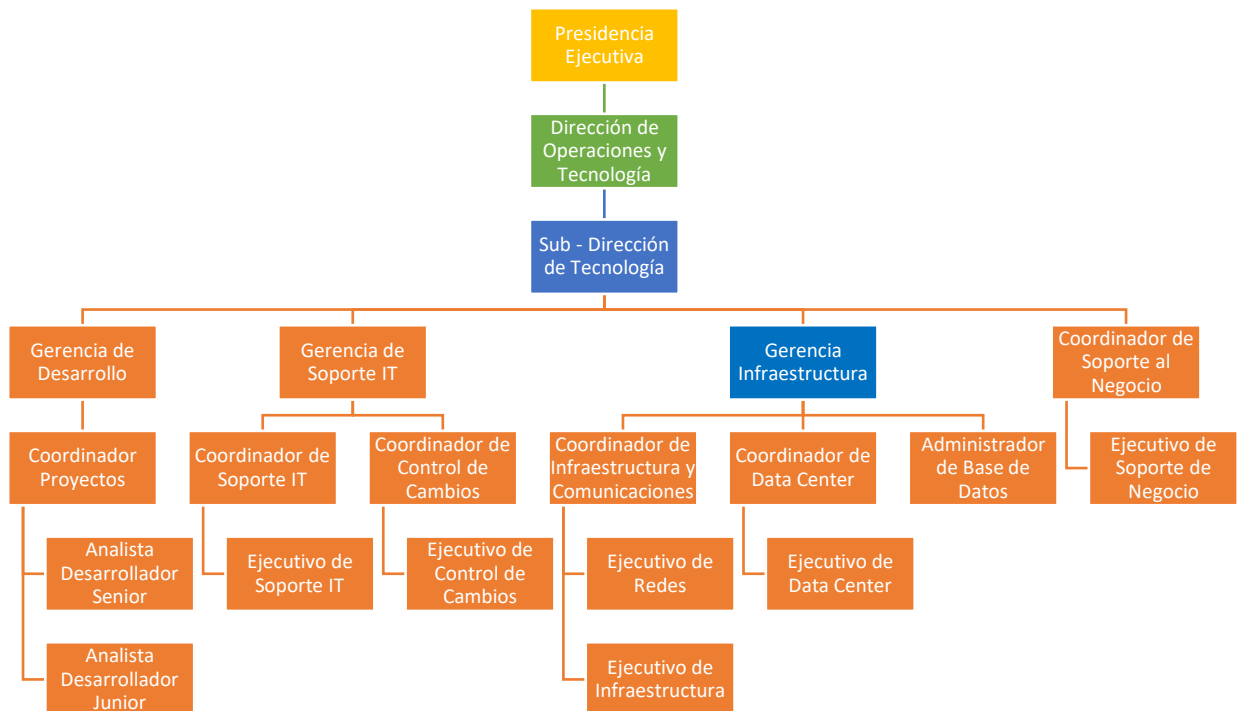 Presidencia
Ejecutiva
Dirección de
Operaciones y
Tecnología
Sub - Dirección
de Tecnología
Gerencia de
Desarrollo
Gerencia de
Soporte IT
Gerencia
Infraestructura
Coordinador de
Soporte al
Negocio
Coordinador
Proyectos
Coordinador de
Soporte IT
Coordinador de
Control de
Cambios
Coordinador de
Infraestructura y
Comunicaciones
Coordinador de
Data Center
Administrador
de Base de
Datos
Ejecutivo de
Soporte de
Negocio
Analista
Desarrollador
Senior
Ejecutivo de
Soporte IT
Ejecutivo de
Control de
Cambios
Ejecutivo de
Redes
Ejecutivo de
Data Center
Analista
Desarrollador
Junior
Ejecutivo de
Infraestructura